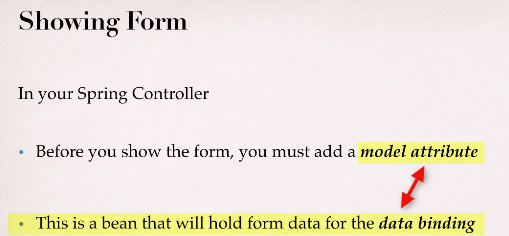 Showing Form
In your Spring Controller
• Before you show the form, you must add a model attribute
• This is a bean that will hold form data for the data binding